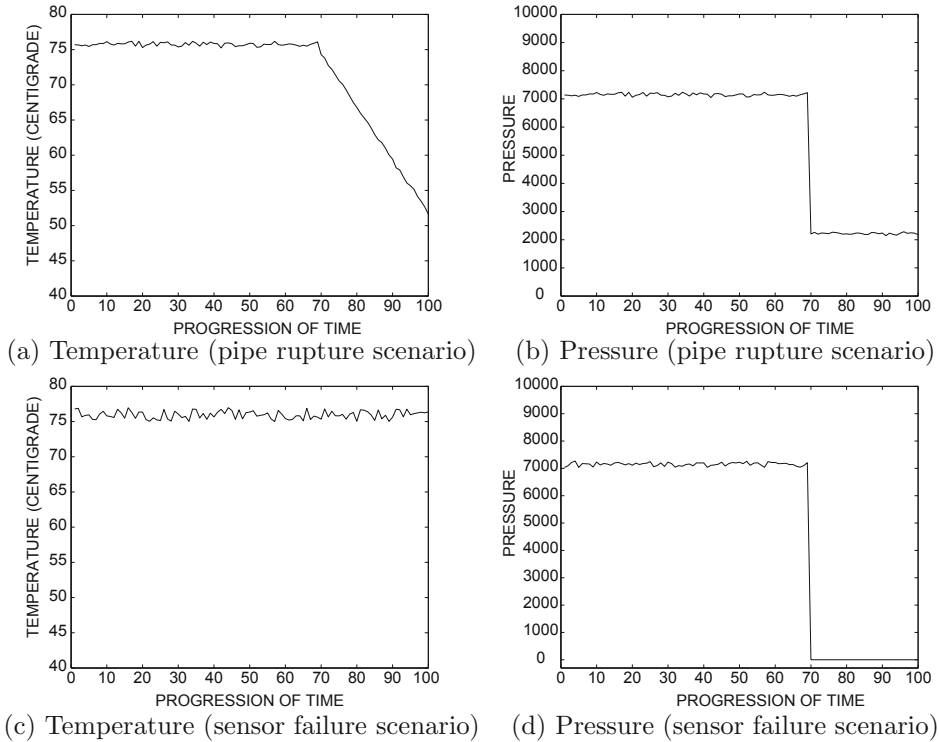 80
75
70
65
60
55
50
45
40
TEMPERATURE (CENTIGRADE)
0 10 20 30 40 50 60 70 80 90 100
PROGRESSION OF TIME
(a) Temperature (pipe rupture scenario)
10000
9000
8000
7000
6000
5000
4000
3000
2000
1000
0
PRESSURE
0 10 20 30 40 50 60 70 80 90 100
PROGRESSION OF TIME
(b) Pressure (pipe rupture scenario)
80
75
70
65
60
55
50
45
40
TEMPERATURE (CENTIGRADE)
0 10 20 30 40 50 60 70 80 90 100
PROGRESSION OF TIME
(c) Temperature (sensor failure scenario)
10000
9000
8000
7000
6000
5000
4000
3000
2000
1000
0
PRESSURE
0 10 20 30 40 50 60 70 80 90 100
PROGRESSION OF TIME
(d) Pressure (sensor failure scenario)